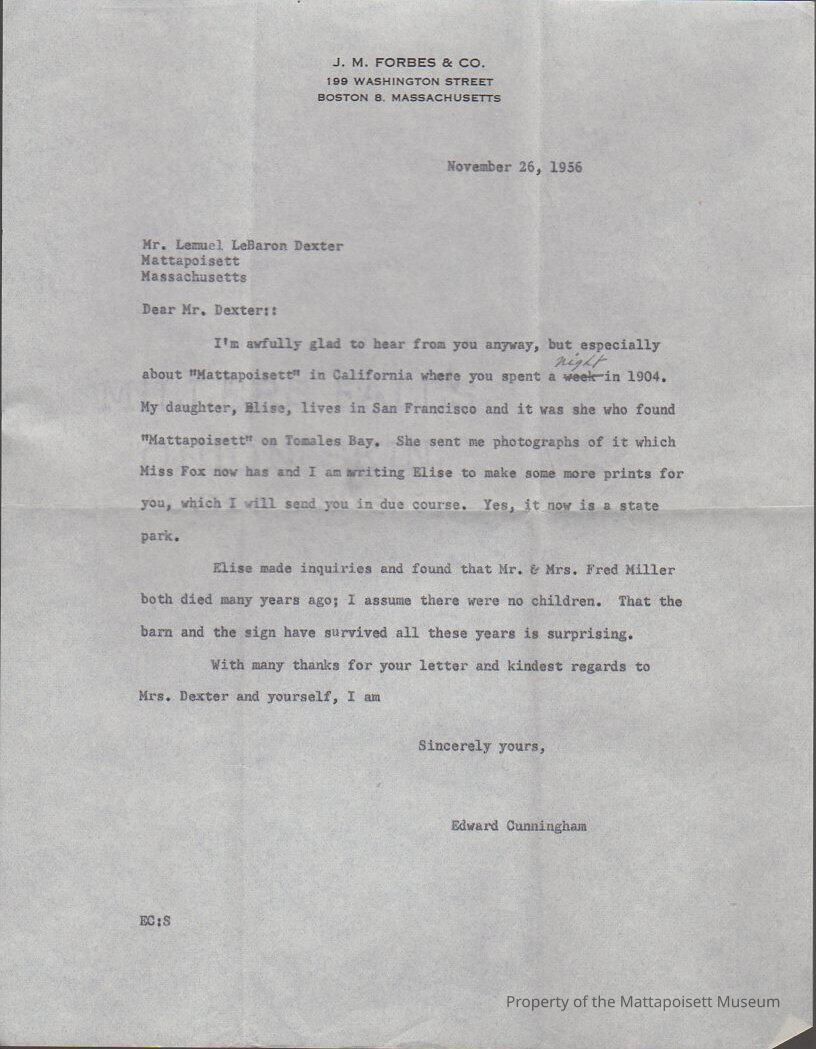 J. M. FORBES & CO.
199 WASHINGTON STREET
BOSTON 8, MASSACHUSETTS
November 26, 1956
Mr. Lemuel LeBaron Dexter
Mattapoisett
Massachusetts
Dear Mr. Dexter::
I'm awfully glad to hear from you anyway, but especially
night
about "Mattapoisett" in California where you spent a week in 1904.
My daughter, Elise, lives in San Francisco and it was she who found
"Mattapoisett" on Tomales Bay. She sent me photographs of it which
Miss Fox now has and I am writing Elise to make some more prints for
you, which I will send you in due course. Yes, it now is a state
park.
Elise made inquiries and found that Mr. & Mrs. Fred Miller
both died many years ago; I assume there were no children. That the
barn and the sign have survived all these years is surprising.
With many thanks for your letter and kindest regards to
Mrs. Dexter and yourself, I am
Sincerely yours,
Edward Cunningham
EC:S
Property of the Mattapoisett Museum